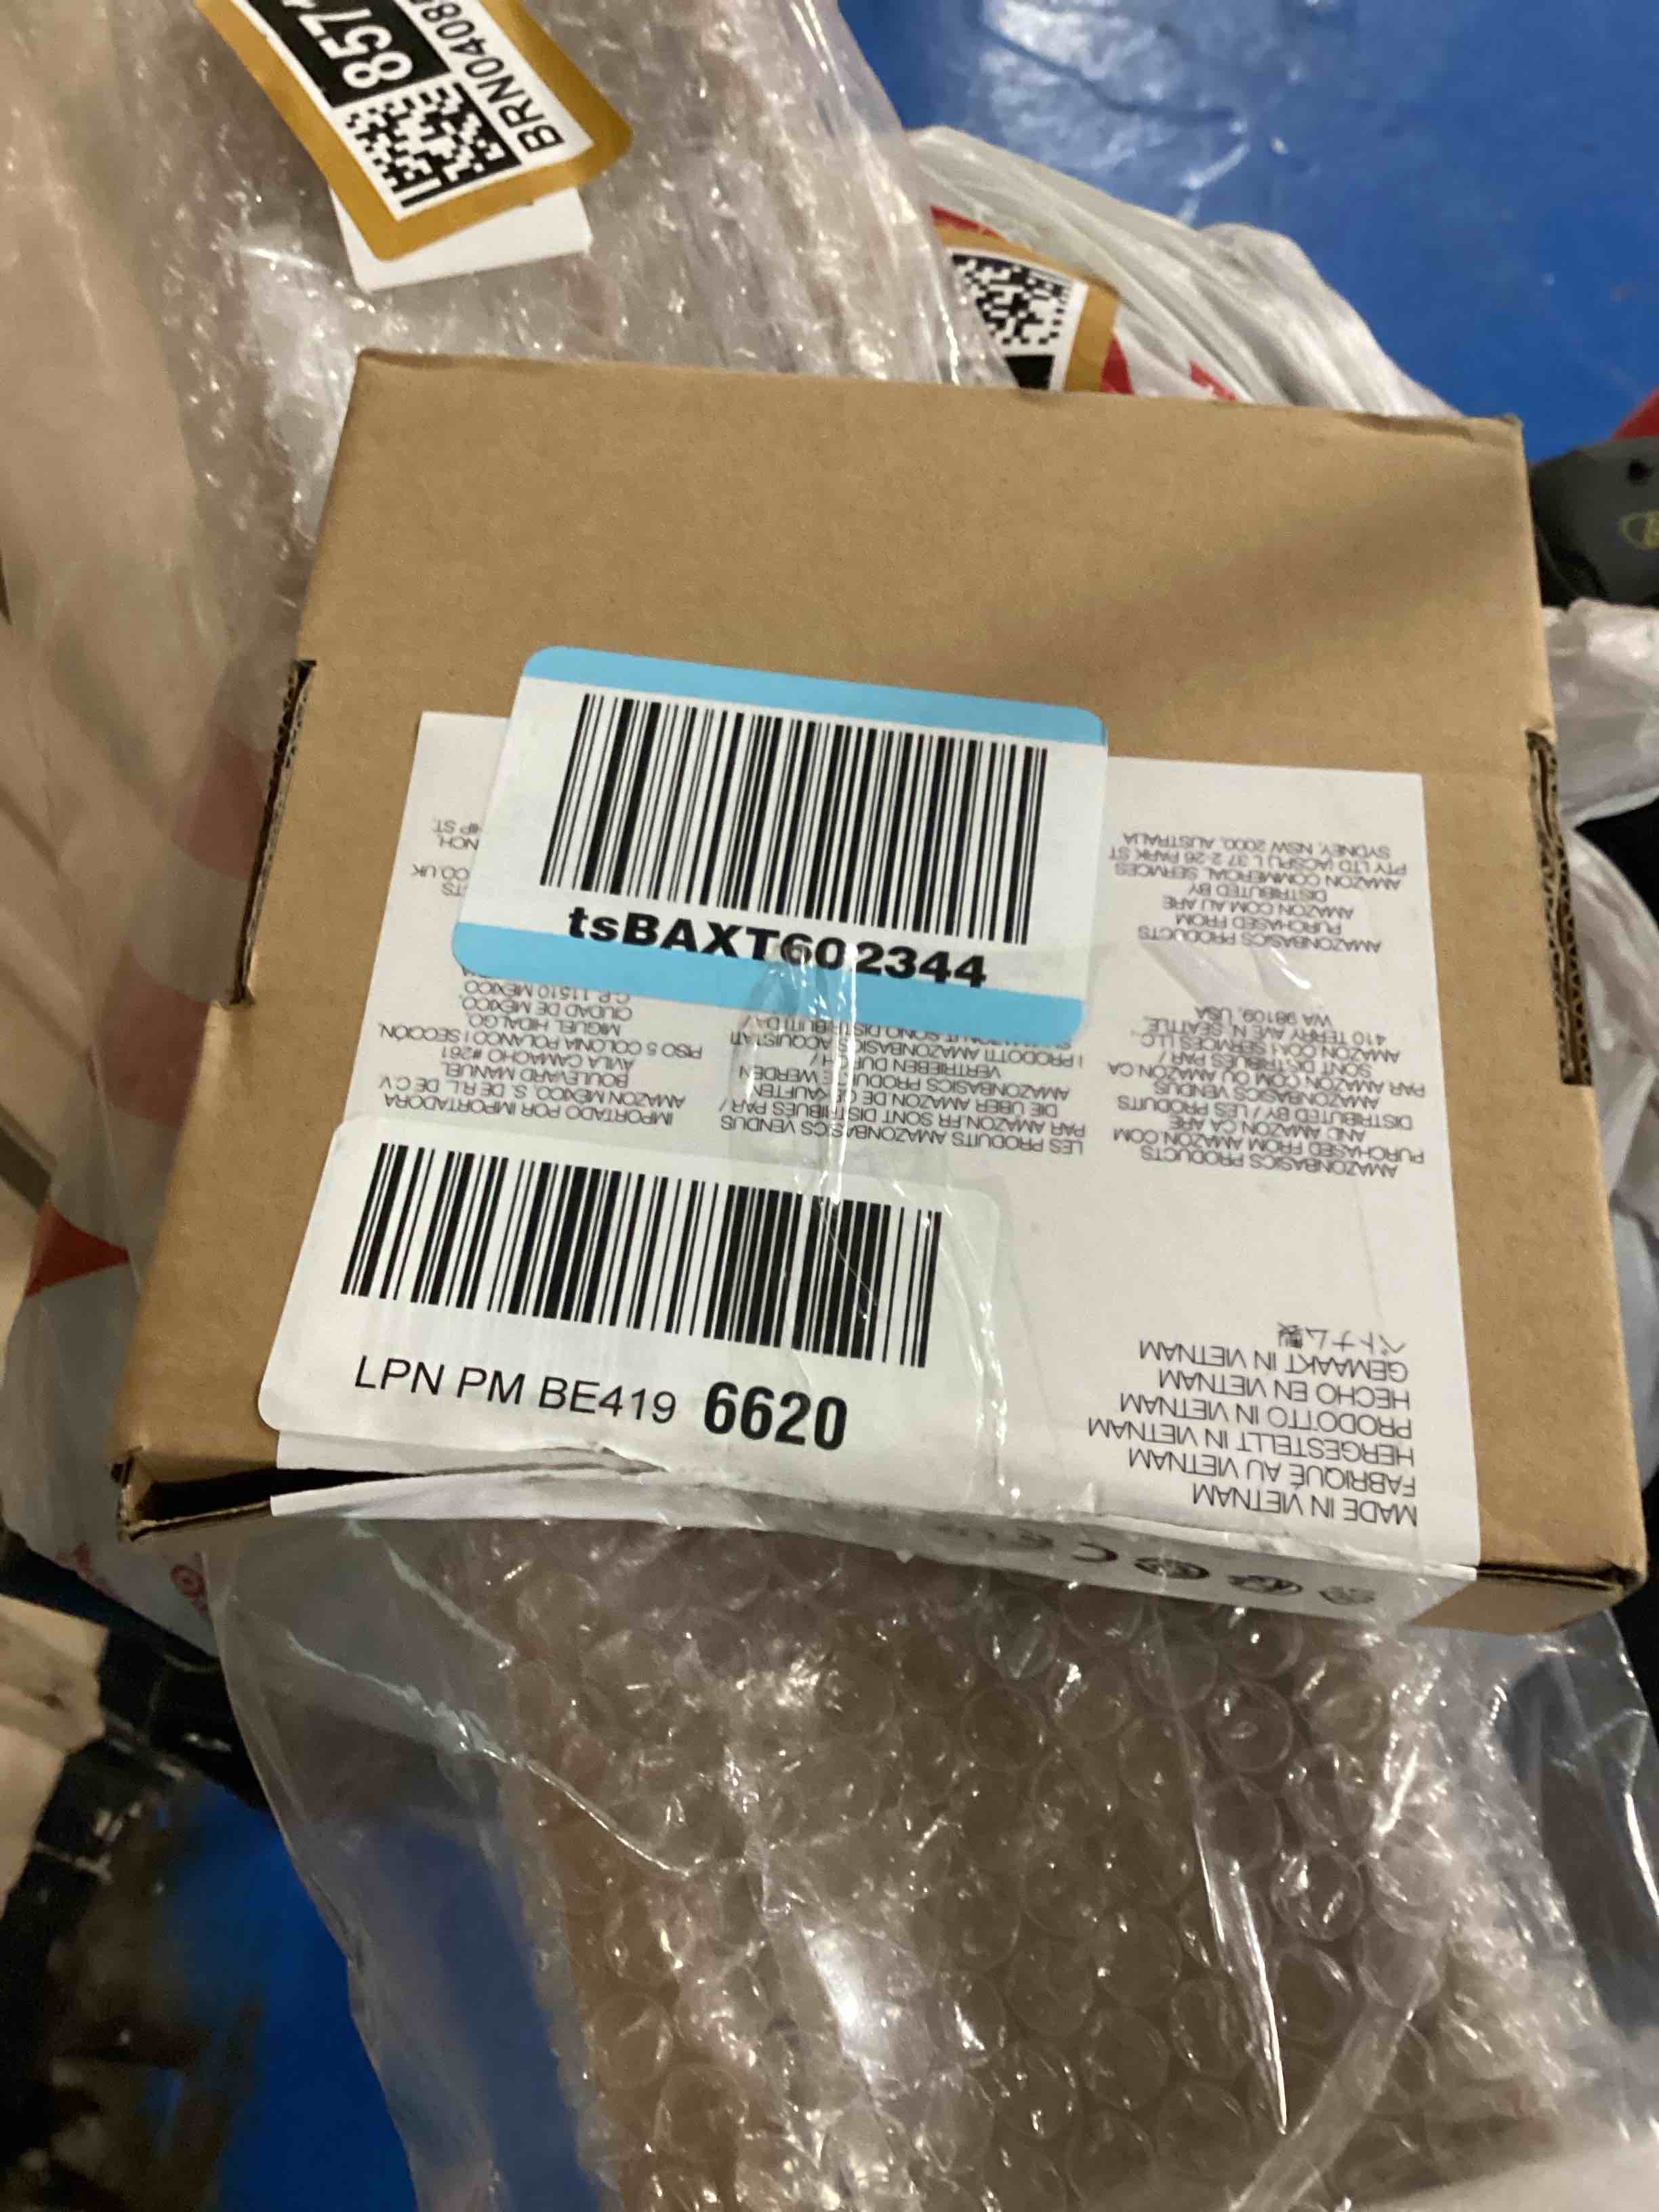 BRN0408
tsBAXT602344
LPN PM BE419 6620
MADE IN VIETNAM
FABRIQUÉ AU VIETNAM
HERGESTELLT IN VIETNAM
PRODOTTO IN VIETNAM
HECHO EN VIETNAM
GEMAAKT IN VIETNAM
ベトナム製
AMAZONBASICS PRODUCTS
PURCHASED FROM AMAZON.COM
AND AMAZON.CA ARE
DISTRIBUTED BY / LES PRODUITS
AMAZONBASICS VENDUS
PAR AMAZON.COM OU AMAZON.CA
SONT DISTRIBUÉS PAR /
AMAZON.COM SERVICES LLC
410 TERRY AVE N. SEATTLE,
WA 98109, USA
AMAZONBASICS PRODUCTS
PURCHASED FROM
AMAZON.COM.AU ARE
DISTRIBUTED BY
AMAZON COMMERCIAL SERVICES
PTY LTD (ACSPL) L 37 2-26 PARK ST
SYDNEY, NSW 2000, AUSTRALIA
LES PRODUITS AMAZONBASICS VENDUS
PAR AMAZON.FR SONT DISTRIBUÉS PAR /
DIE ÜBER AMAZON.DE GEKAUFTEN
AMAZONBASICS PRODUCTE WERDEN
VERTRIEBEN DURCH /
I PRODOTTI AMAZONBASICS ACQUISTATI
SONO DISTRIBUITI DA /
IMPORTADO POR IMPORTADORA
AMAZON MEXICO, S. DE R.L. DE C.V.
BOULEVARD MANUEL
AVILA CAMACHO #261
PISO 5 COLONIA POLANCO I SECCIÓN,
MIGUEL HIDALGO,
CIUDAD DE MÉXICO,
C.P. 11510 MÉXICO
CO.UK